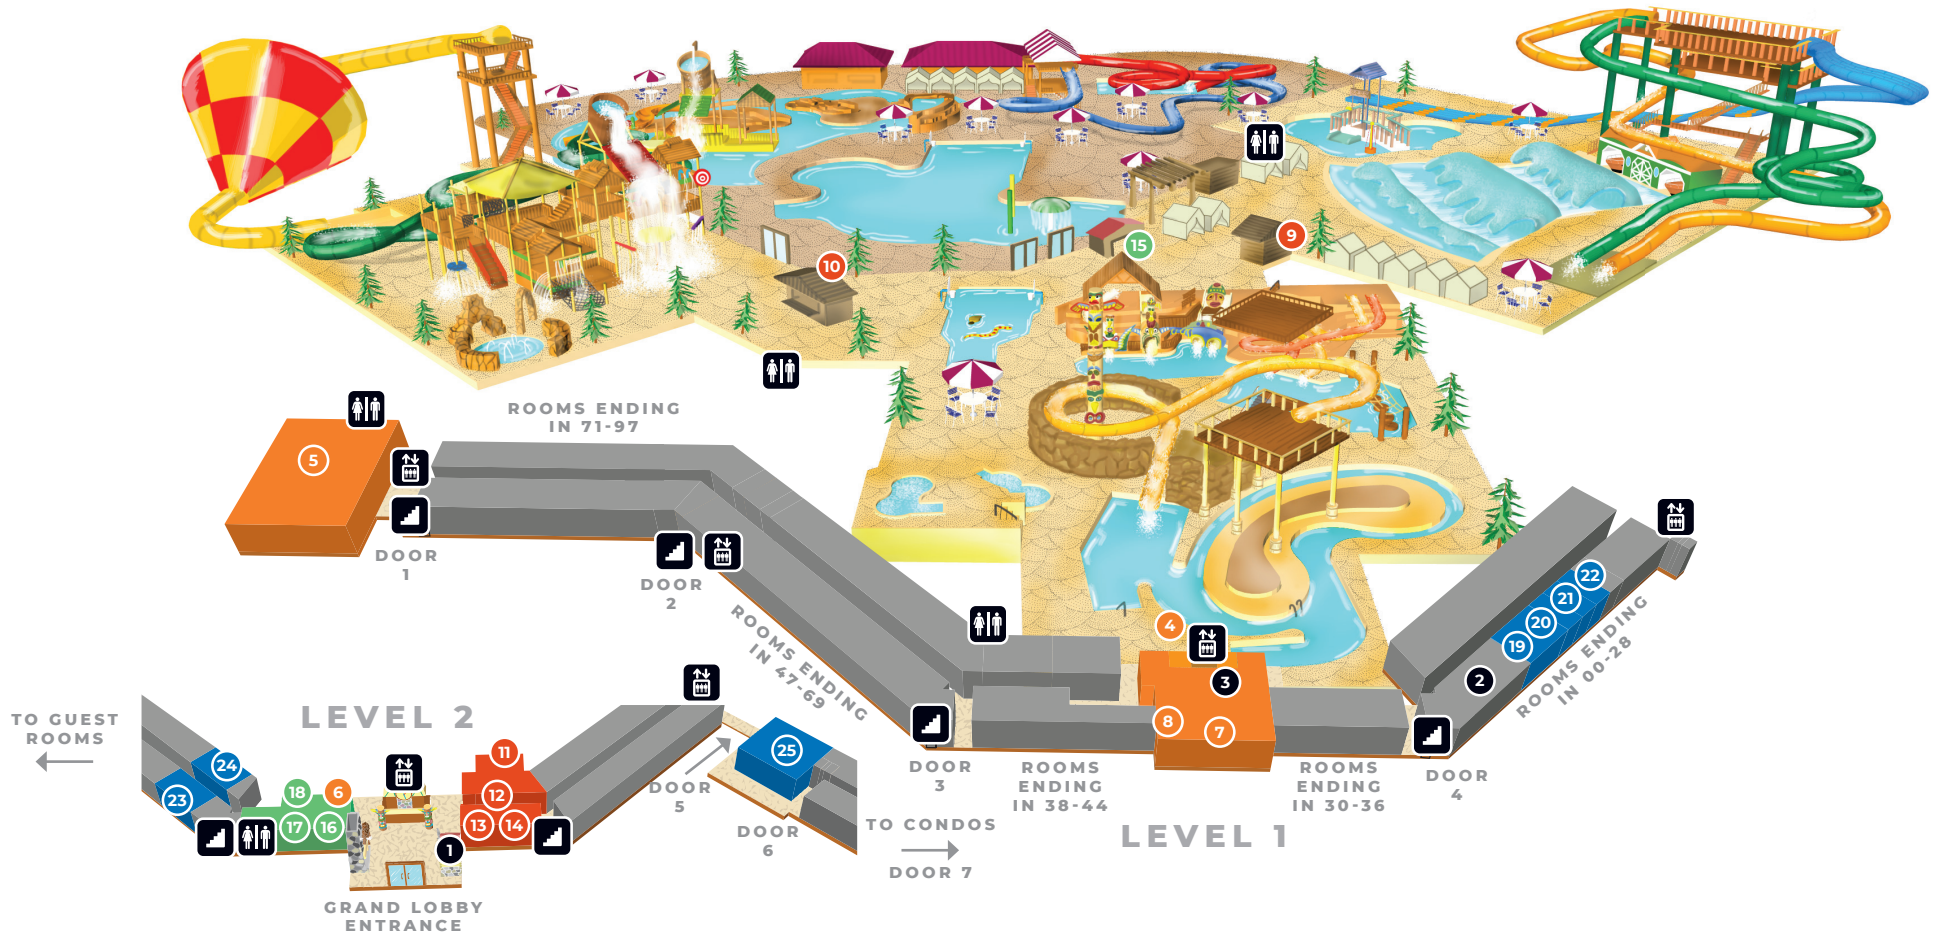 9
15
10
ROOMS ENDING
IN 71-97
5
DOOR
1
DOOR
2
ROOMS ENDING
IN 47-69
22
21
20
19
2
ROOMS ENDING
IN 00-28
4
3
8
7
DOOR
3
ROOMS
ENDING
IN 38-44
ROOMS
ENDING
IN 30-36
DOOR
4
LEVEL 1
TO GUEST
ROOMS
LEVEL 2
24
23
18
6
17
16
11
12
13
14
1
GRAND LOBBY
ENTRANCE
25
DOOR
5
DOOR
6
TO CONDOS
DOOR 7